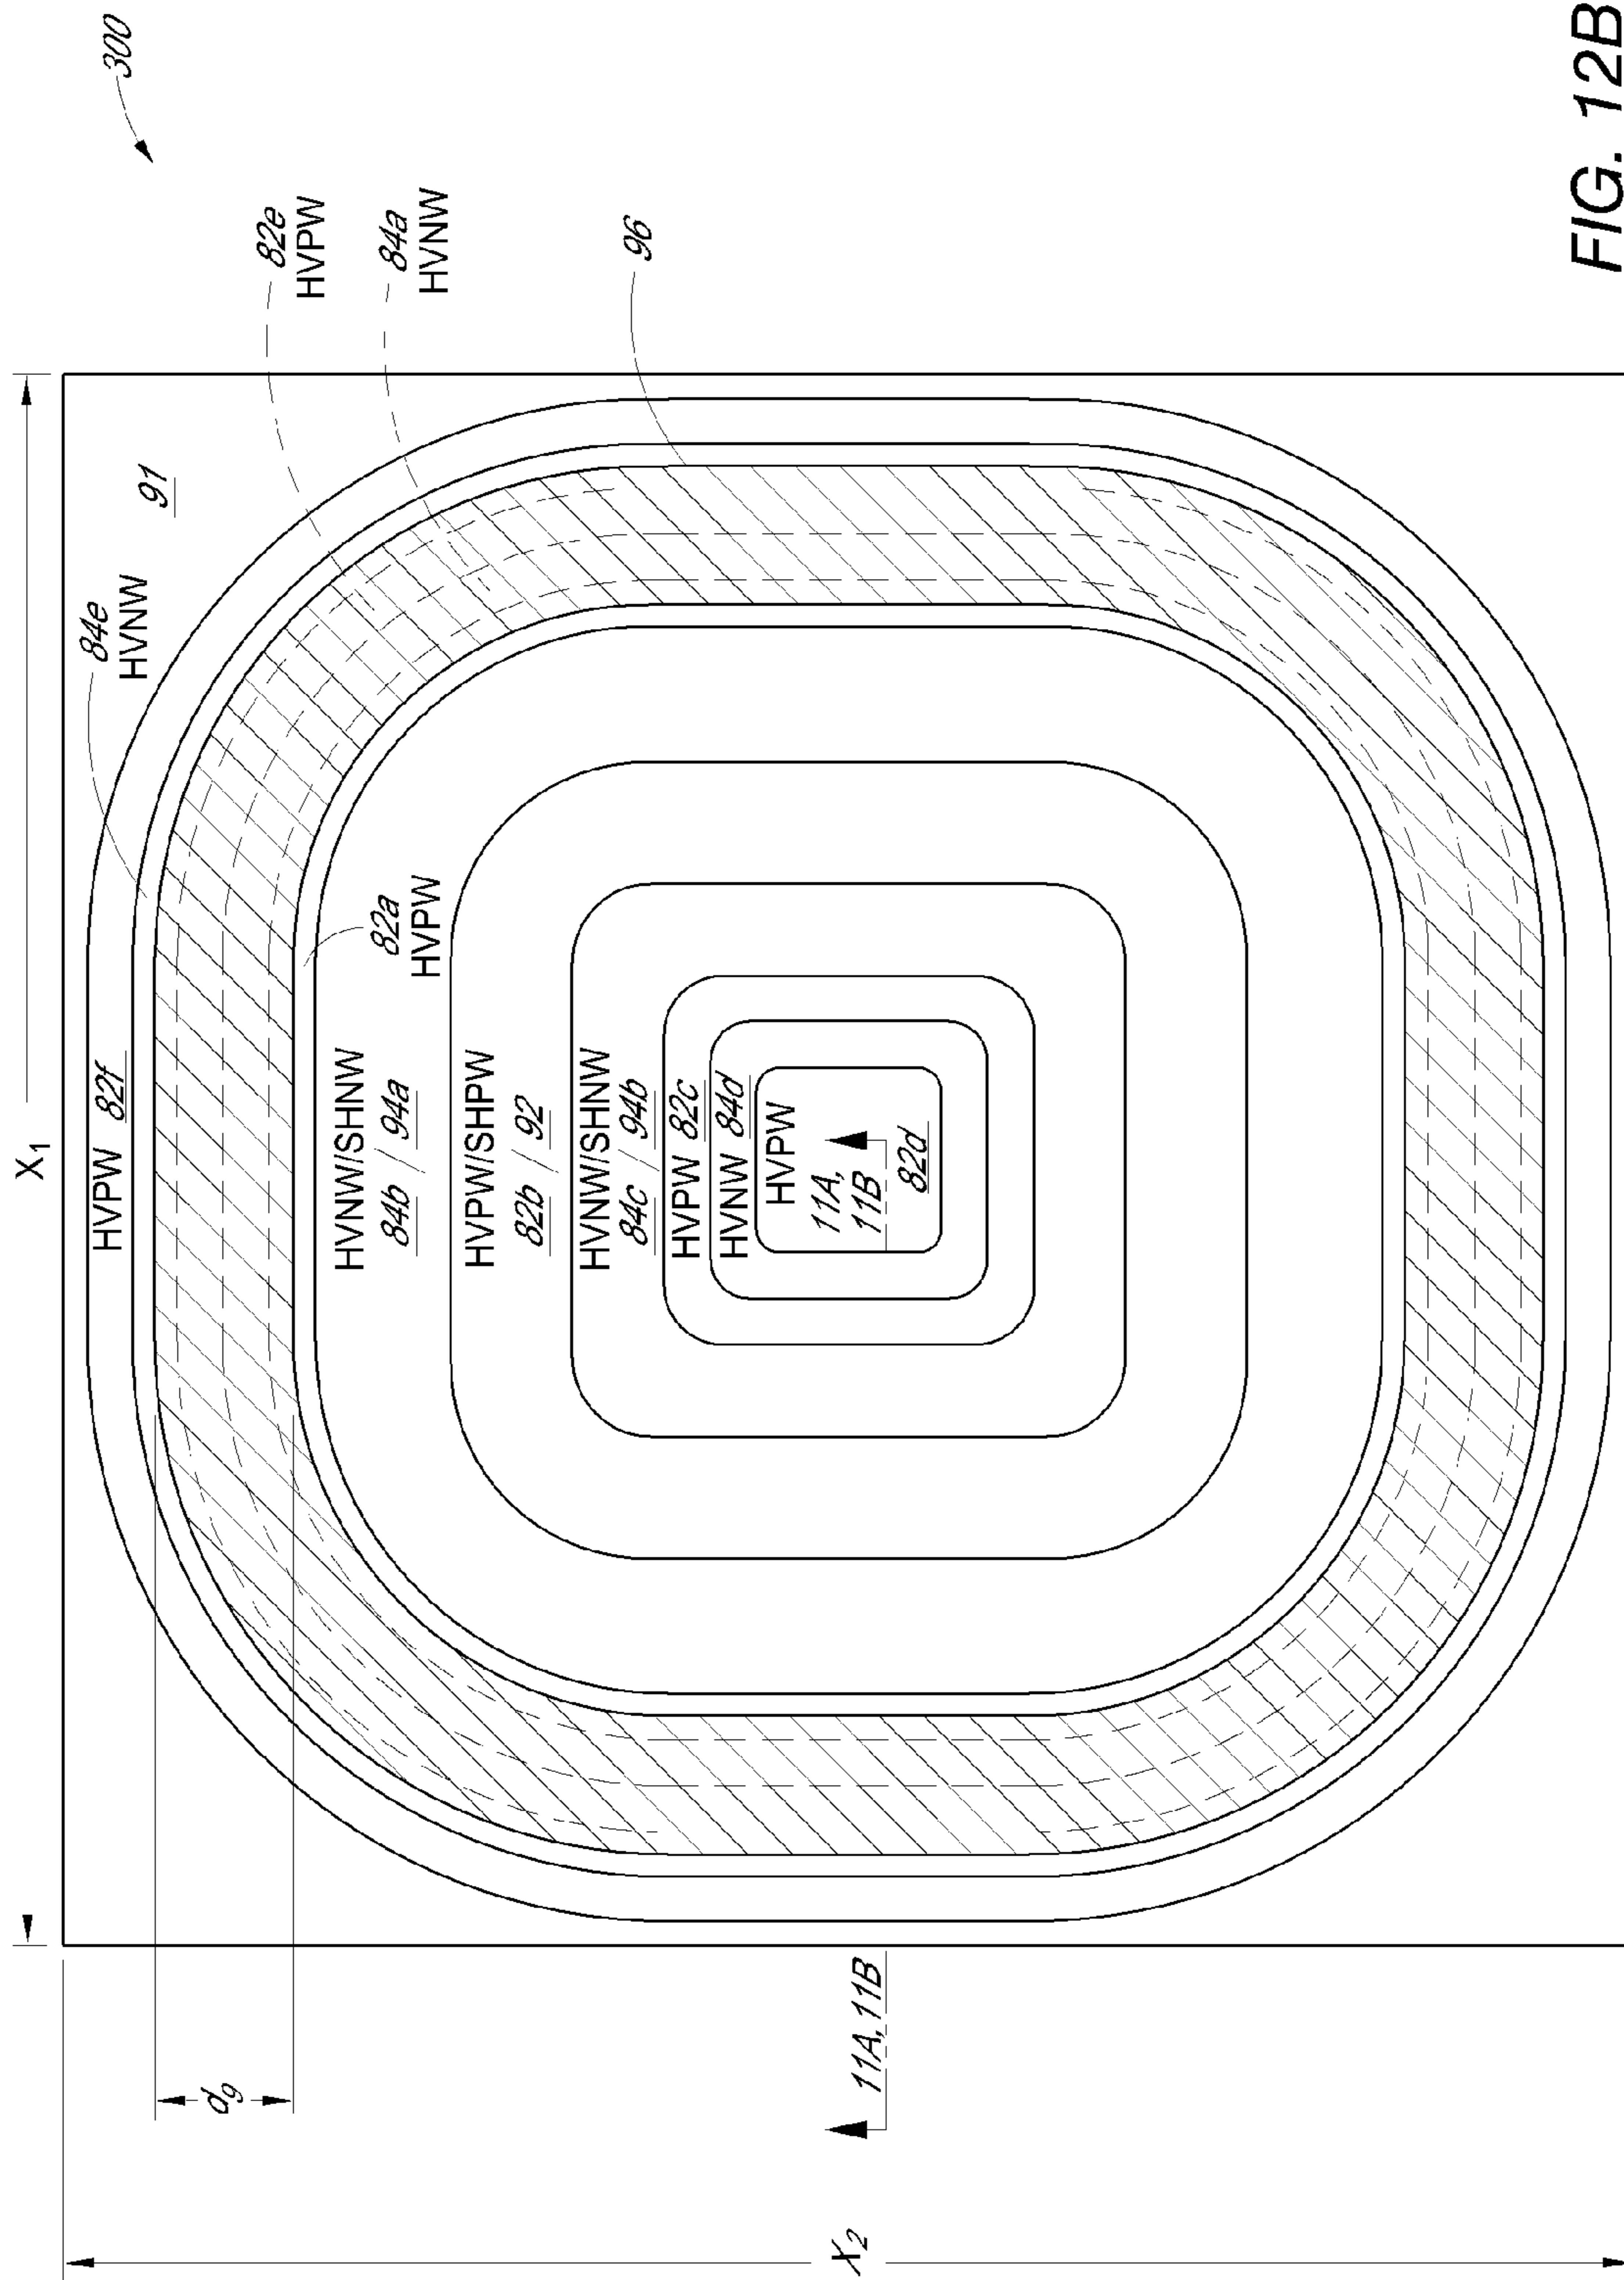 300
X₁
82e
HVPW
84a
HVNW
96
91
84e
HVNW
HVPW 82f
82a
HVPW
HVNW/SHNW
84b / 94a
HVPW/SHPW
82b / 92
HVNW/SHNW
84c / 94b
HVPW 82c
HVNW 84d
HVPW
11A,
11B
82d
d₉
11A, 11B
X₂
FIG. 12B